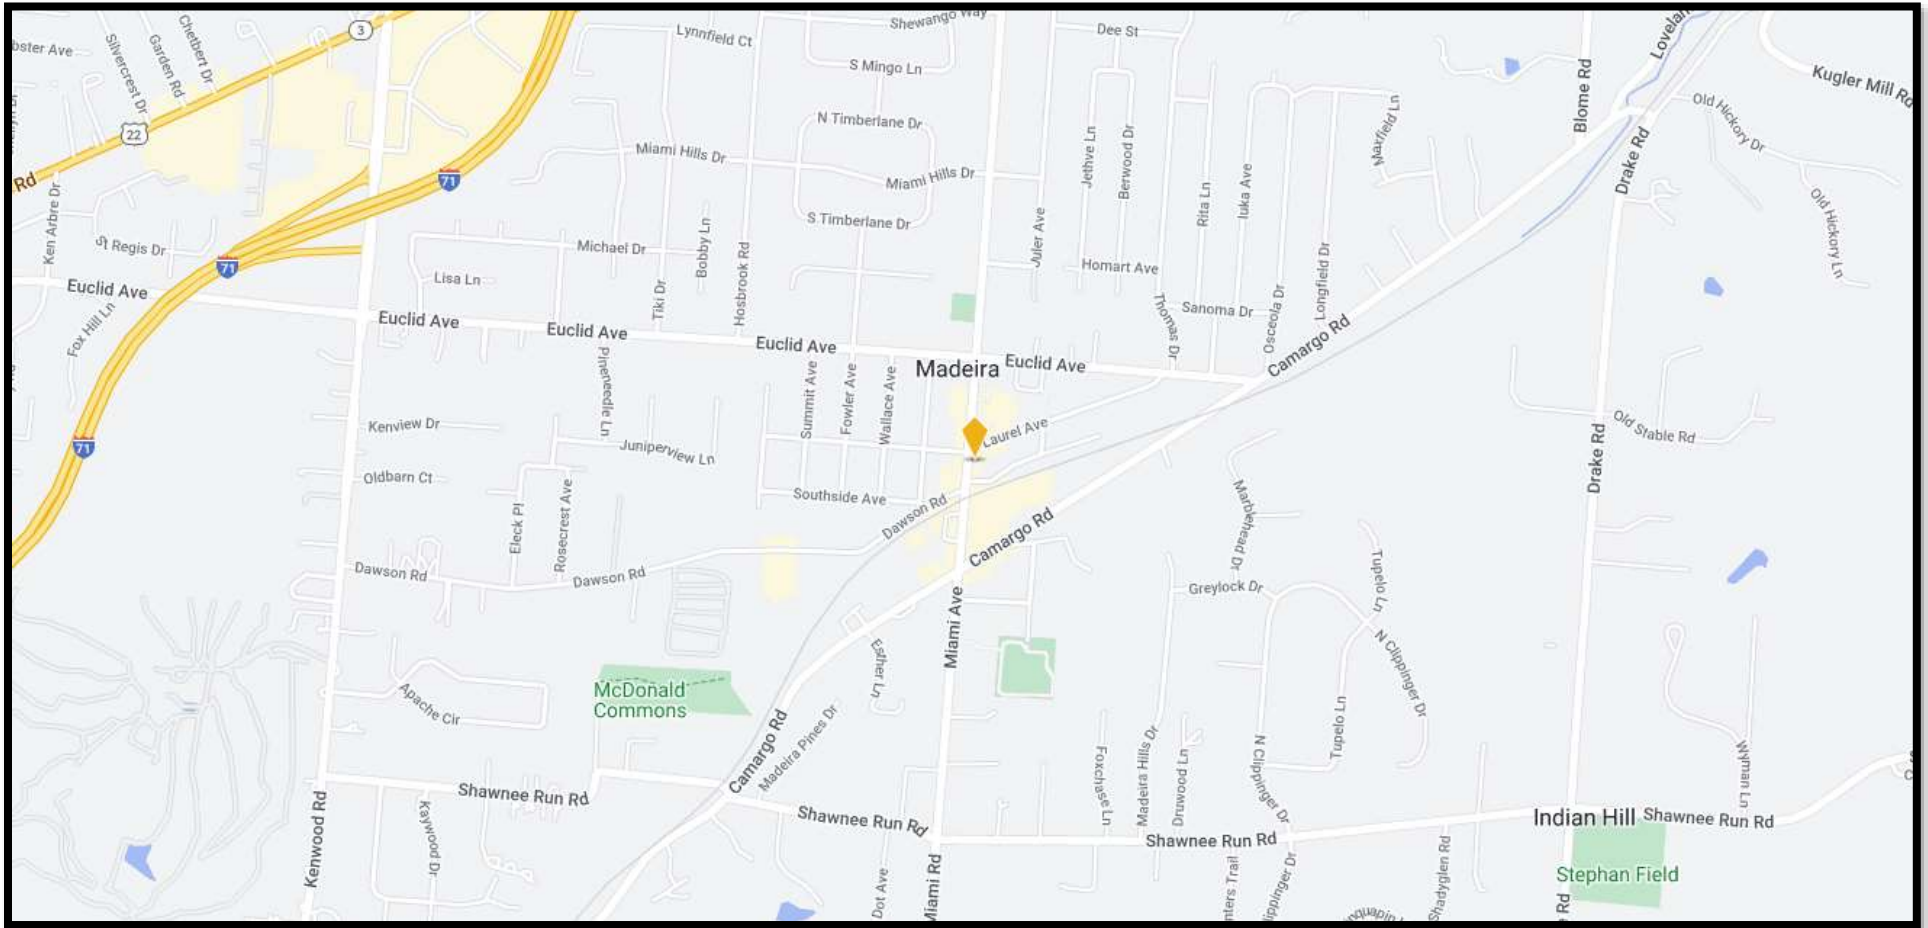 Shewango Way
Lynnfield Ct
Dee St
3
Chetbert Dr
Garden Rd
Silvercrest Dr
bster Ave
22
Rd
S Mingo Ln
Blome Rd
Kugler Mill Rd
Old Hickory Dr
Maxfield Ln
N Timberlane Dr
Drake Rd
Miami Hills Dr
Miami Hills Dr
Jethve Ln
Berwood Dr
71
Rita Ln
Iuka Ave
Old Hickory Ln
Ken Arbre Dr
S Timberlane Dr
Juler Ave
St Regis Dr
Michael Dr
Bobby Ln
Hosbrook Rd
Homart Ave
Longfield Dr
71
Lisa Ln
Tiki Dr
Euclid Ave
Thomas Dr
Sanoma Dr
Osceola Dr
Fox Hill Ln
Euclid Ave
Euclid Ave
Euclid Ave
Madeira
Euclid Ave
Camargo Rd
Pineneedle Ln
Summit Ave
Fowler Ave
Wallace Ave
Kenview Dr
Laurel Ave
Old Stable Rd
71
Juniperview Ln
Drake Rd
Oldbarn Ct
Southside Ave
Dawson Rd
Marblehead Dr
Eleck Pl
Rosecrest Ave
Camargo Rd
Dawson Rd
Dawson Rd
Greylock Dr
Tupelo Ln
Miami Ave
Esther Ln
N Clippinger Dr
McDonald
Commons
Apache Cir
Camargo Rd
Madeira Pines Dr
Foxchase Ln
Madeira Hills Dr
Druwood Ln
N Clippinger Dr
Tupelo Ln
Wyman Ln
Shawnee Run Rd
Shawnee Run Rd
Shawnee Run Rd
Indian Hill
Shawnee Run Rd
Kenwood Rd
Kaywood Dr
Dot Ave
Miami Rd
nters Trail
lippinger Dr
Shadyglen Rd
Stephan Field
Rd